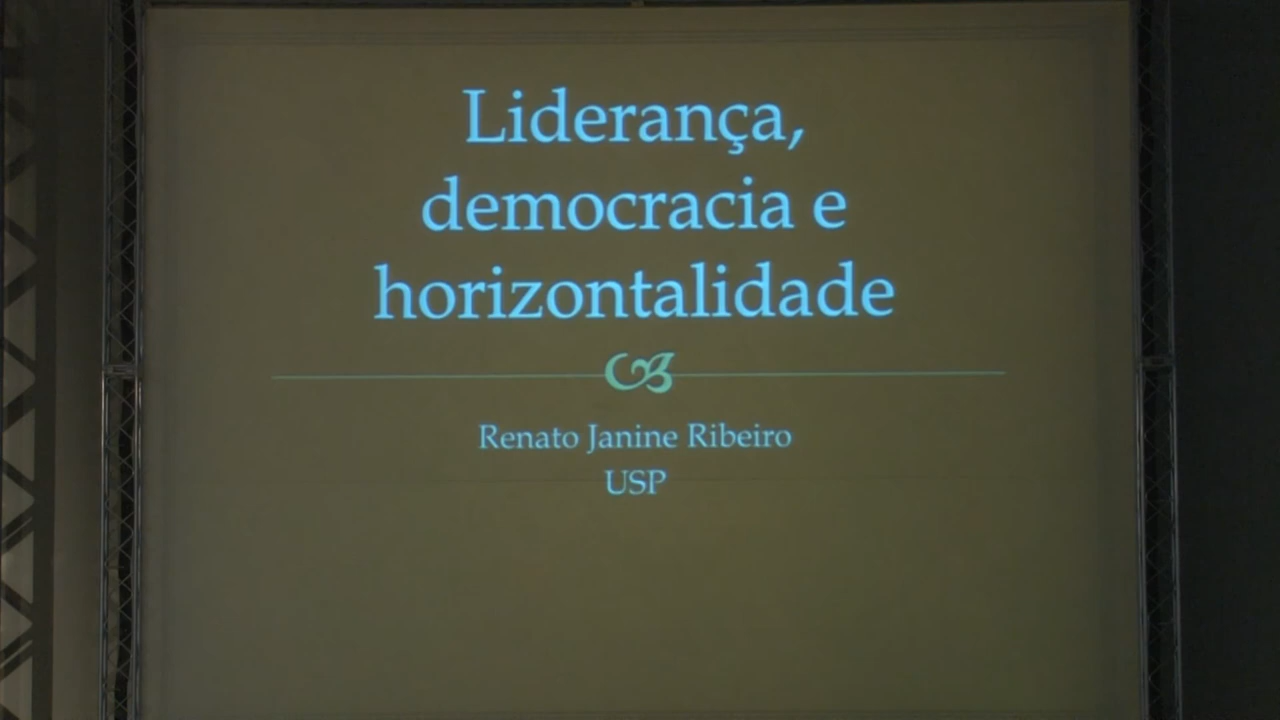 Liderança,
democracia e
horizontalidade
Renato Janine Ribeiro
USP